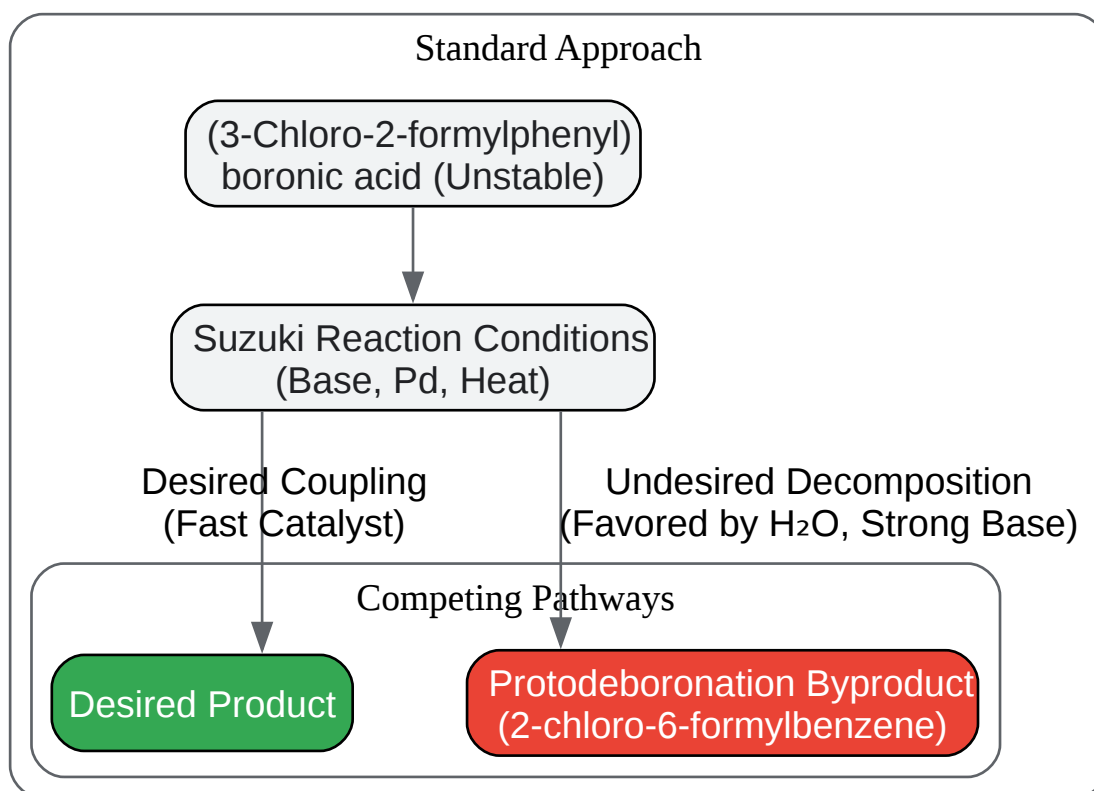 Standard Approach
(3-Chloro-2-formylphenyl)
boronic acid (Unstable)
Suzuki Reaction Conditions
(Base, Pd, Heat)
Desired Coupling
(Fast Catalyst)
Undesired Decomposition
(Favored by H₂O, Strong Base)
Competing Pathways
Desired Product
Protodeboronation Byproduct
(2-chloro-6-formylbenzene)